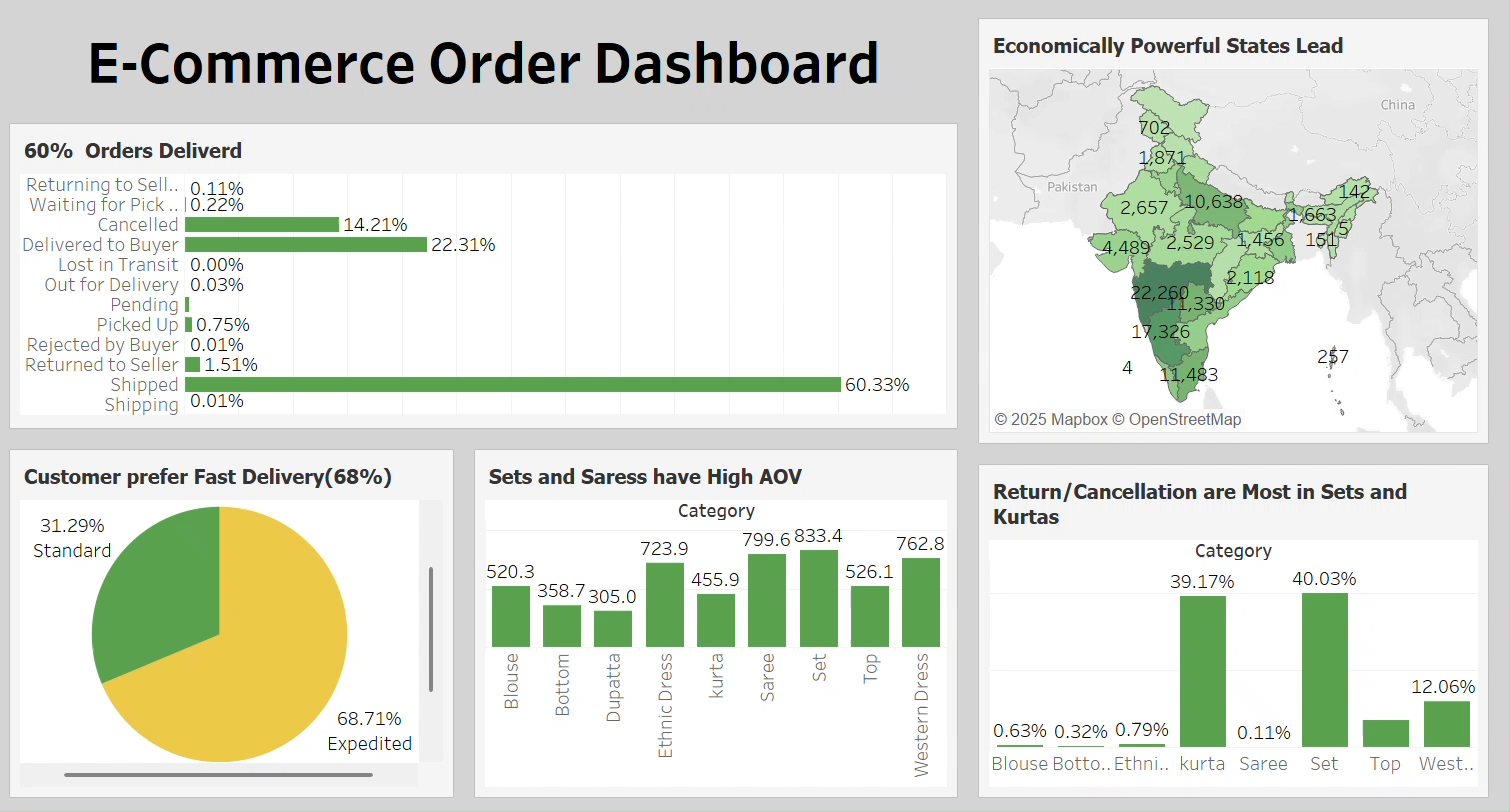 E-Commerce Order Dashboard
60%  Orders Deliverd
Returning to Sell.. 0.11%
Waiting for Pick .. 0.22%
Cancelled 14.21%
Delivered to Buyer 22.31%
Lost in Transit 0.00%
Out for Delivery 0.03%
Pending
Picked Up 0.75%
Rejected by Buyer 0.01%
Returned to Seller 1.51%
Shipped 60.33%
Shipping 0.01%
Economically Powerful States Lead
China
Pakistan
702
1,871
142
2,657
10,638
1,663
5
4,489
2,529
1,456
151
2,118
22,260
11,330
17,326
4
257
11,483
© 2025 Mapbox © OpenStreetMap
Customer prefer Fast Delivery(68%)
31.29%
Standard
68.71%
Expedited
Sets and Saress have High AOV
Category
520.3 358.7 305.0 723.9 455.9 799.6 833.4 526.1 762.8
Blouse
Bottom
Dupatta
Ethnic Dress
kurta
Saree
Set
Top
Western Dress
Return/Cancellation are Most in Sets and
Kurtas
Category
0.63% 0.32% 0.79% 39.17% 0.11% 40.03% 12.06%
Blouse Botto.. Ethni.. kurta Saree Set Top West..